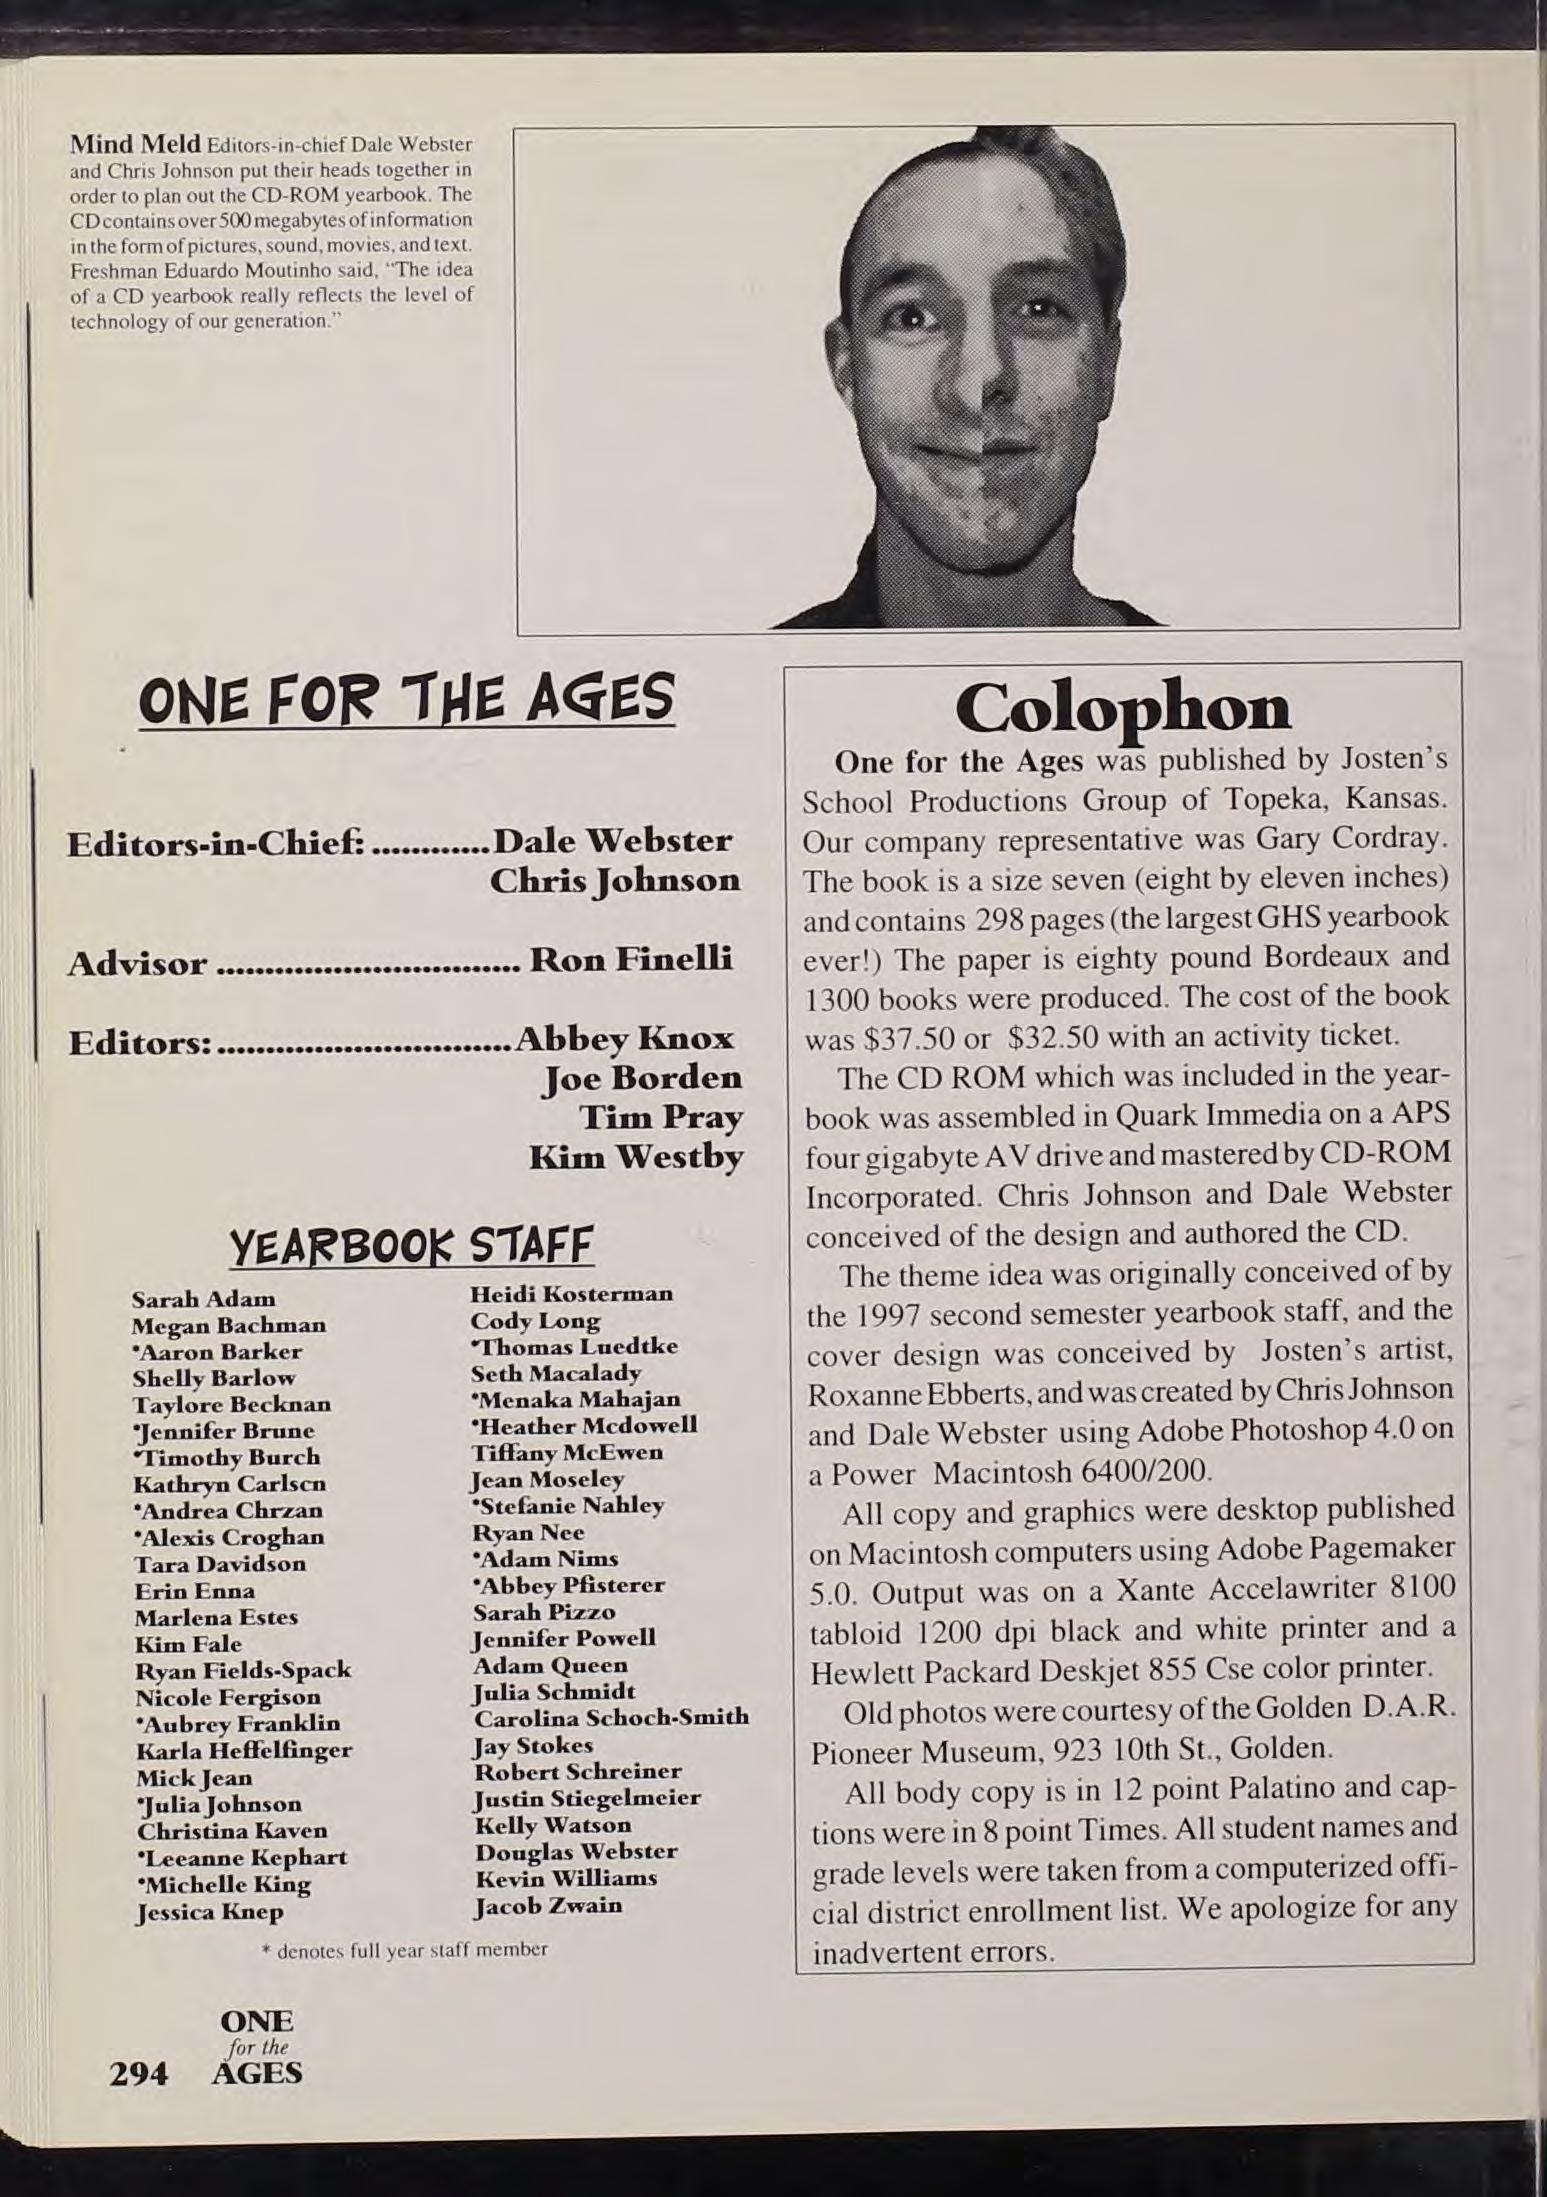 Mind Meld Editors-in-chief Dale Webster
and Chris Johnson put their heads together in
order to plan out the CD-ROM yearbook. The
CD contains over 500 megabytes of information
in the form of pictures, sound, movies, and text.
Freshman Eduardo Moutinho said, "The idea
of a CD yearbook really reflects the level of
technology of our generation."
ONE FOR THE AGES
Editors-in-Chief: ............Dale Webster
Chris Johnson
Advisor ............................... Ron Finelli
Editors: ..............................Abbey Knox
Joe Borden
Tim Pray
Kim Westby
YEARBOOK STAFF
Sarah Adam
Megan Bachman
*Aaron Barker
Shelly Barlow
Taylore Becknan
*Jennifer Brune
*Timothy Burch
Kathryn Carlsen
*Andrea Chrzan
*Alexis Croghan
Tara Davidson
Erin Enna
Marlena Estes
Kim Fale
Ryan Fields-Spack
Nicole Fergison
*Aubrey Franklin
Karla Heffelfinger
Mick Jean
*Julia Johnson
Christina Kaven
*Leeanne Kephart
*Michelle King
Jessica Knep
Heidi Kosterman
Cody Long
*Thomas Luedtke
Seth Macalady
*Menaka Mahajan
*Heather Mcdowell
Tiffany McEwen
Jean Moseley
*Stefanie Nahley
Ryan Nee
*Adam Nims
*Abbey Pfisterer
Sarah Pizzo
Jennifer Powell
Adam Queen
Julia Schmidt
Carolina Schoch-Smith
Jay Stokes
Robert Schreiner
Justin Stiegelmeier
Kelly Watson
Douglas Webster
Kevin Williams
Jacob Zwain
* denotes full year staff member
Colophon
One for the Ages was published by Josten's
School Productions Group of Topeka, Kansas.
Our company representative was Gary Cordray.
The book is a size seven (eight by eleven inches)
and contains 298 pages (the largest GHS yearbook
ever!) The paper is eighty pound Bordeaux and
1300 books were produced. The cost of the book
was $37.50 or $32.50 with an activity ticket.
The CD ROM which was included in the year-
book was assembled in Quark Immedia on a APS
four gigabyte AV drive and mastered by CD-ROM
Incorporated. Chris Johnson and Dale Webster
conceived of the design and authored the CD.
The theme idea was originally conceived of by
the 1997 second semester yearbook staff, and the
cover design was conceived by Josten's artist,
Roxanne Ebberts, and was created by Chris Johnson
and Dale Webster using Adobe Photoshop 4.0 on
a Power Macintosh 6400/200.
All copy and graphics were desktop published
on Macintosh computers using Adobe Pagemaker
5.0. Output was on a Xante Accelawriter 8100
tabloid 1200 dpi black and white printer and a
Hewlett Packard Deskjet 855 Cse color printer.
Old photos were courtesy of the Golden D.A.R.
Pioneer Museum, 923 10th St., Golden.
All body copy is in 12 point Palatino and cap-
tions were in 8 point Times. All student names and
grade levels were taken from a computerized offi-
cial district enrollment list. We apologize for any
inadvertent errors.
ONE
for the
294 AGES